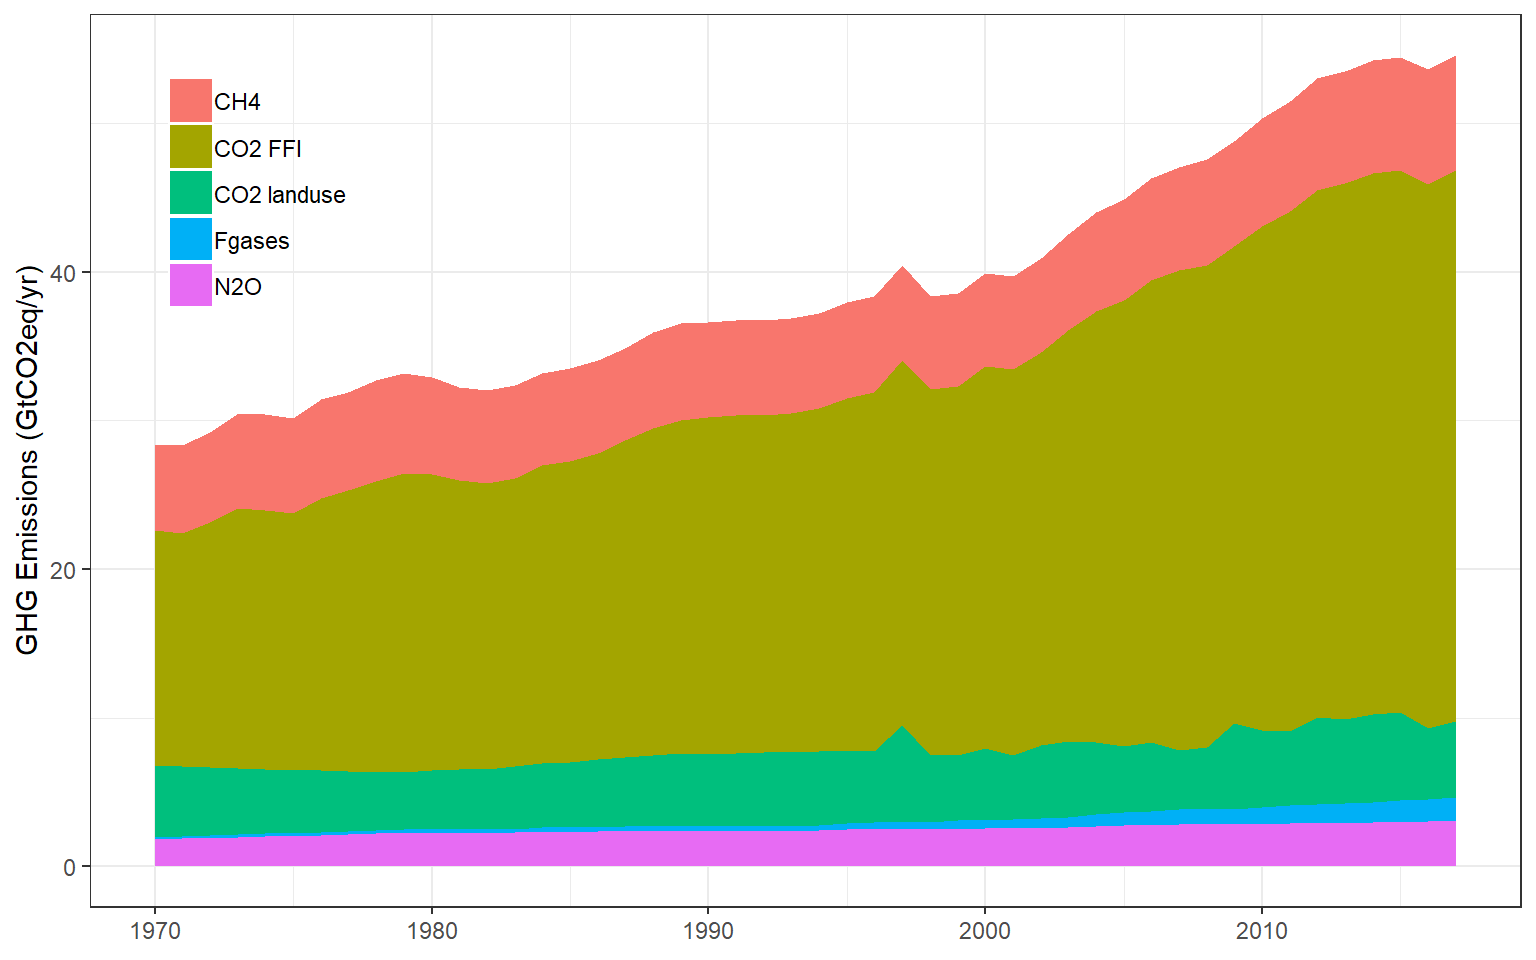 CH4
CO2 FFI
CO2 landuse
Fgases
N2O
GHG Emissions (GtCO2eq/yr)
40
20
0
1970 1980 1990 2000 2010